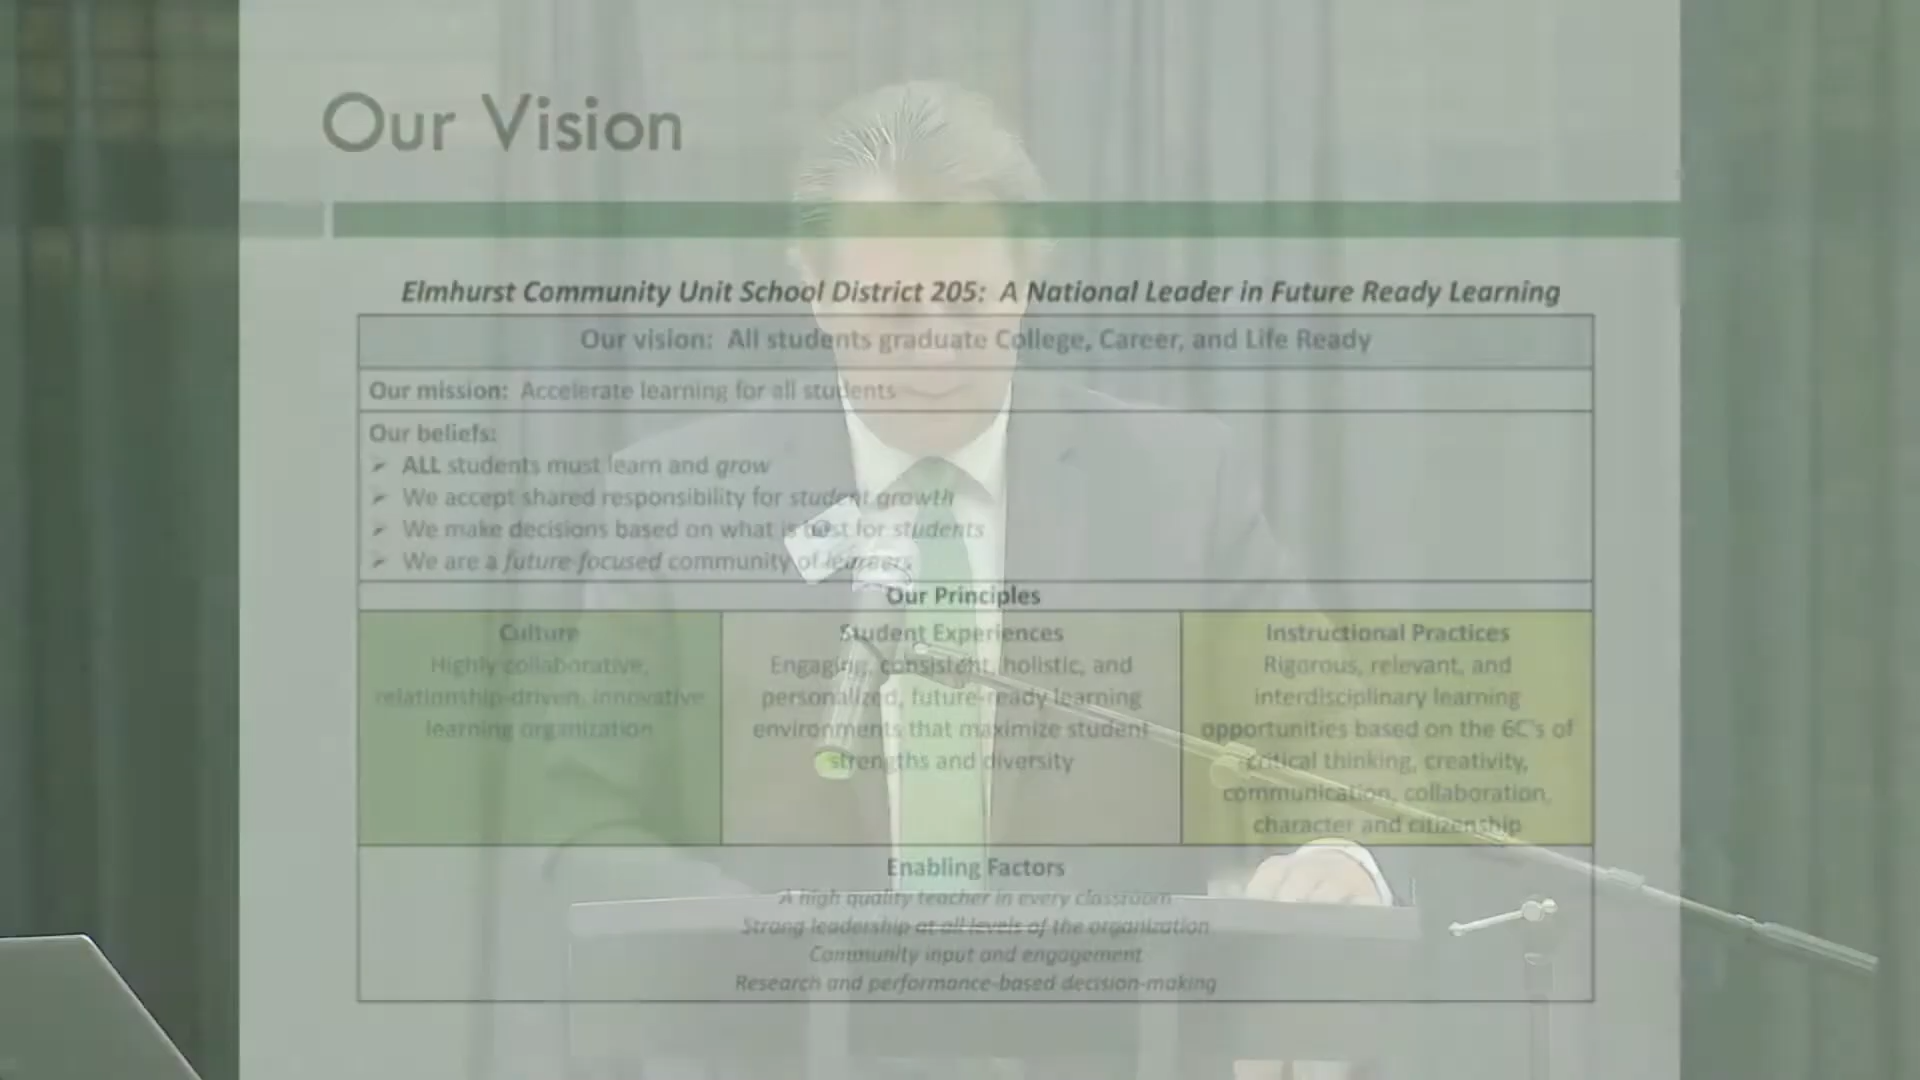 Our Vision
Elmhurst Community Unit School District 205: A National Leader in Future Ready Learning
Our vision: All students graduate College, Career, and Life Ready
Our mission: Accelerate learning for all students
Our beliefs:
➢ ALL students must learn and grow
➢ We accept shared responsibility for student growth
➢ We make decisions based on what is best for students
➢ We are a future-focused community of learners
Our Principles
Culture
Highly collaborative,
relationship-driven, innovative
learning organization
Student Experiences
Engaging, consistent, holistic, and
personalized, future-ready learning
environments that maximize student
strengths and diversity
Instructional Practices
Rigorous, relevant, and
interdisciplinary learning
opportunities based on the 6C's of
critical thinking, creativity,
communication, collaboration,
character and citizenship
Enabling Factors
A high quality teacher in every classroom
Strong leadership at all levels of the organization
Community input and engagement
Research and performance-based decision-making